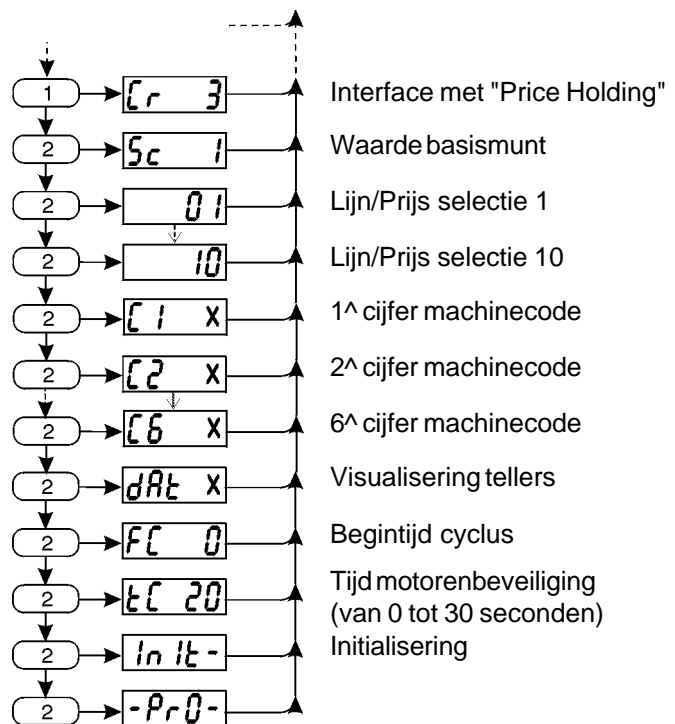 1 Cr 3 Interface met "Price Holding"
2 Sc 1 Waarde basismunt
2 01 Lijn/Prijs selectie 1
2 10 Lijn/Prijs selectie 10
2 C1 X 1^ cijfer machinecode
2 C2 X 2^ cijfer machinecode
2 C6 X 6^ cijfer machinecode
2 dAt X Visualisering tellers
2 FC 0 Begintijd cyclus
2 tC 20 Tijd motorenbeveiliging
(van 0 tot 30 seconden)
2 InIt- Initialisering
2 -PrO-